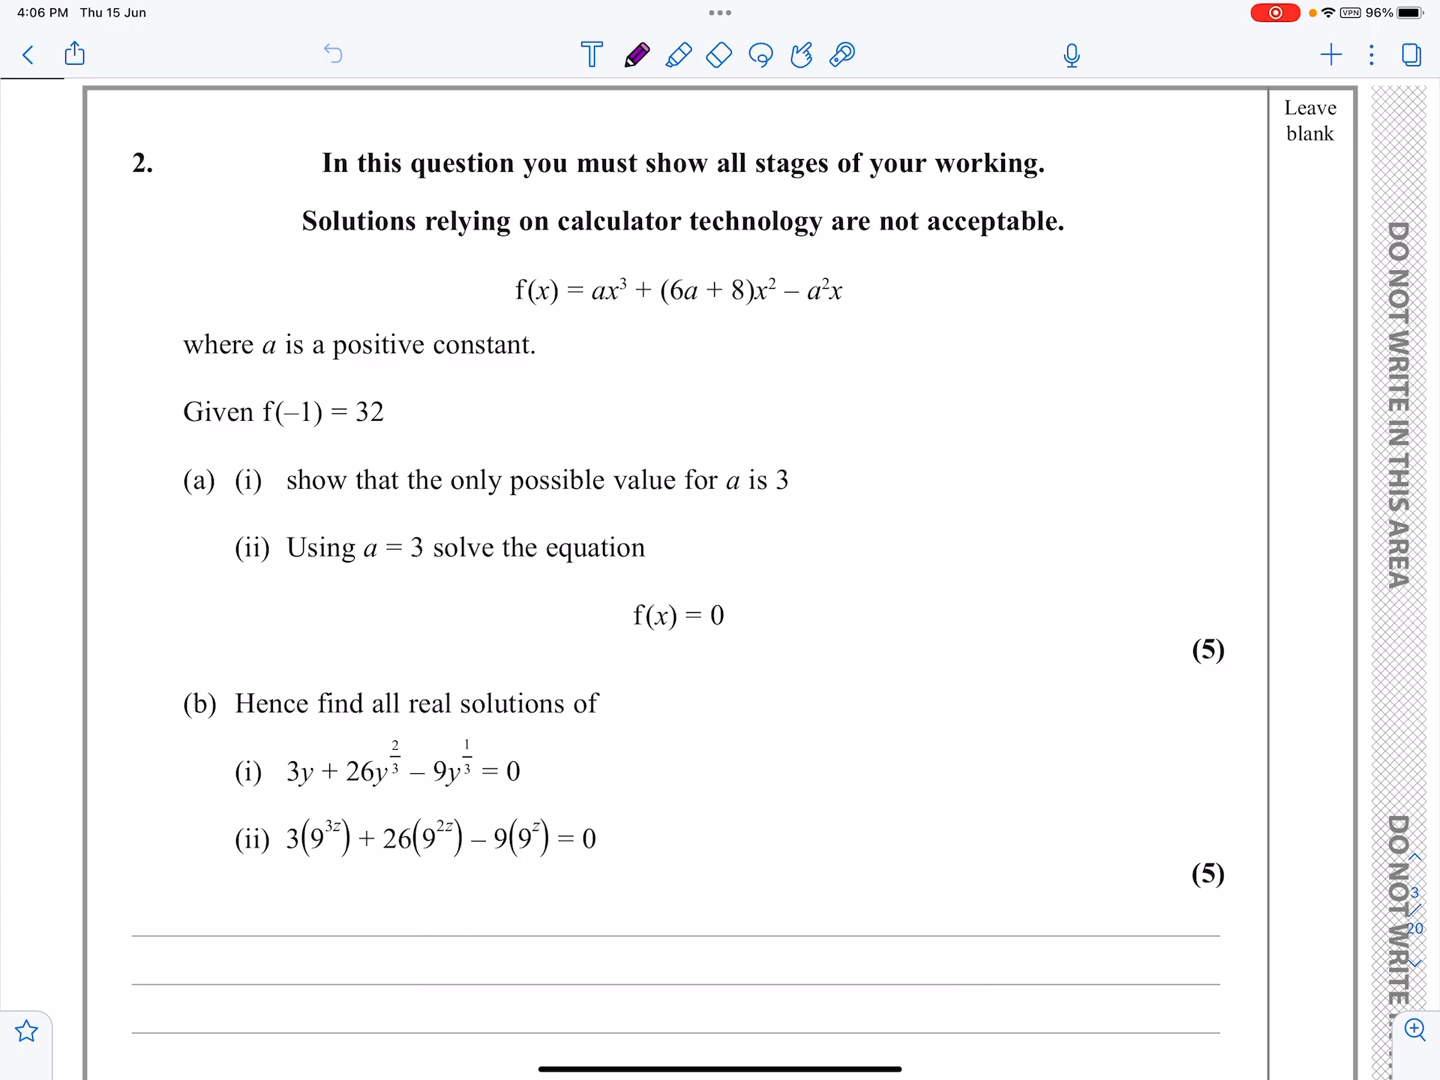 4:06 PM Thu 15 Jun
VPN 96%
Leave
blank
2. In this question you must show all stages of your working.
Solutions relying on calculator technology are not acceptable.
f(x) = ax³ + (6a + 8)x² – a²x
where a is a positive constant.
Given f(–1) = 32
(a) (i) show that the only possible value for a is 3
(ii) Using a = 3 solve the equation
f(x) = 0
(5)
(b) Hence find all real solutions of
(i) 3y + 26y^(2/3) – 9y^(1/3) = 0
(ii) 3(9^(3z)) + 26(9^(2z)) – 9(9^z) = 0
(5)
DO NOT WRITE IN THIS AREA
DO NOT WRITE
3
20